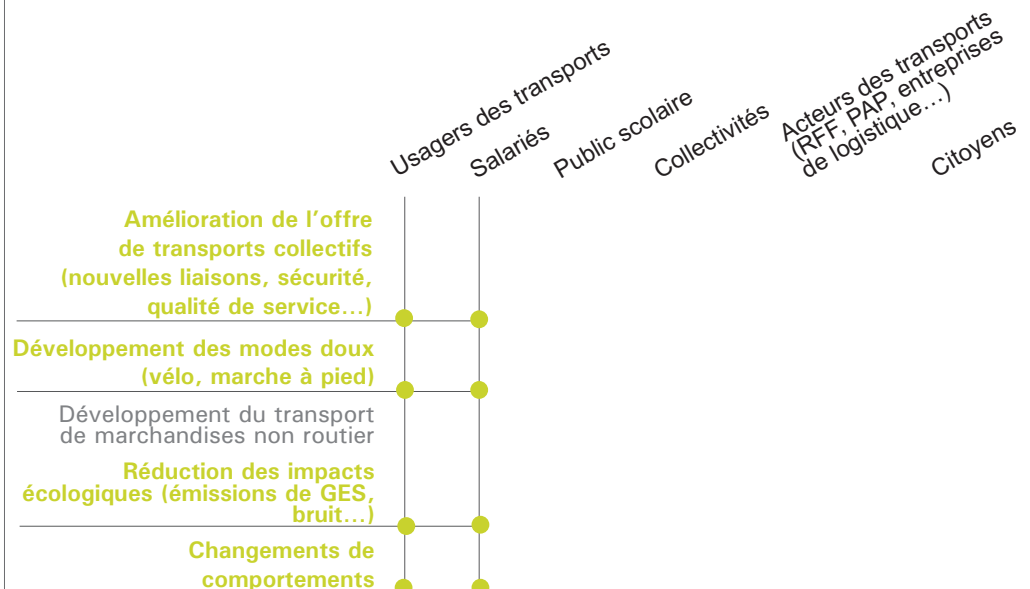 Usagers des transports
Salariés
Public scolaire
Collectivités
Acteurs des transports
(RFF, PAP, entreprises
de logistique...)
Citoyens
Amélioration de l'offre
de transports collectifs
(nouvelles liaisons, sécurité,
qualité de service...)
Développement des modes doux
(vélo, marche à pied)
Développement du transport
de marchandises non routier
Réduction des impacts
écologiques (émissions de GES,
bruit...)
Changements de
comportements